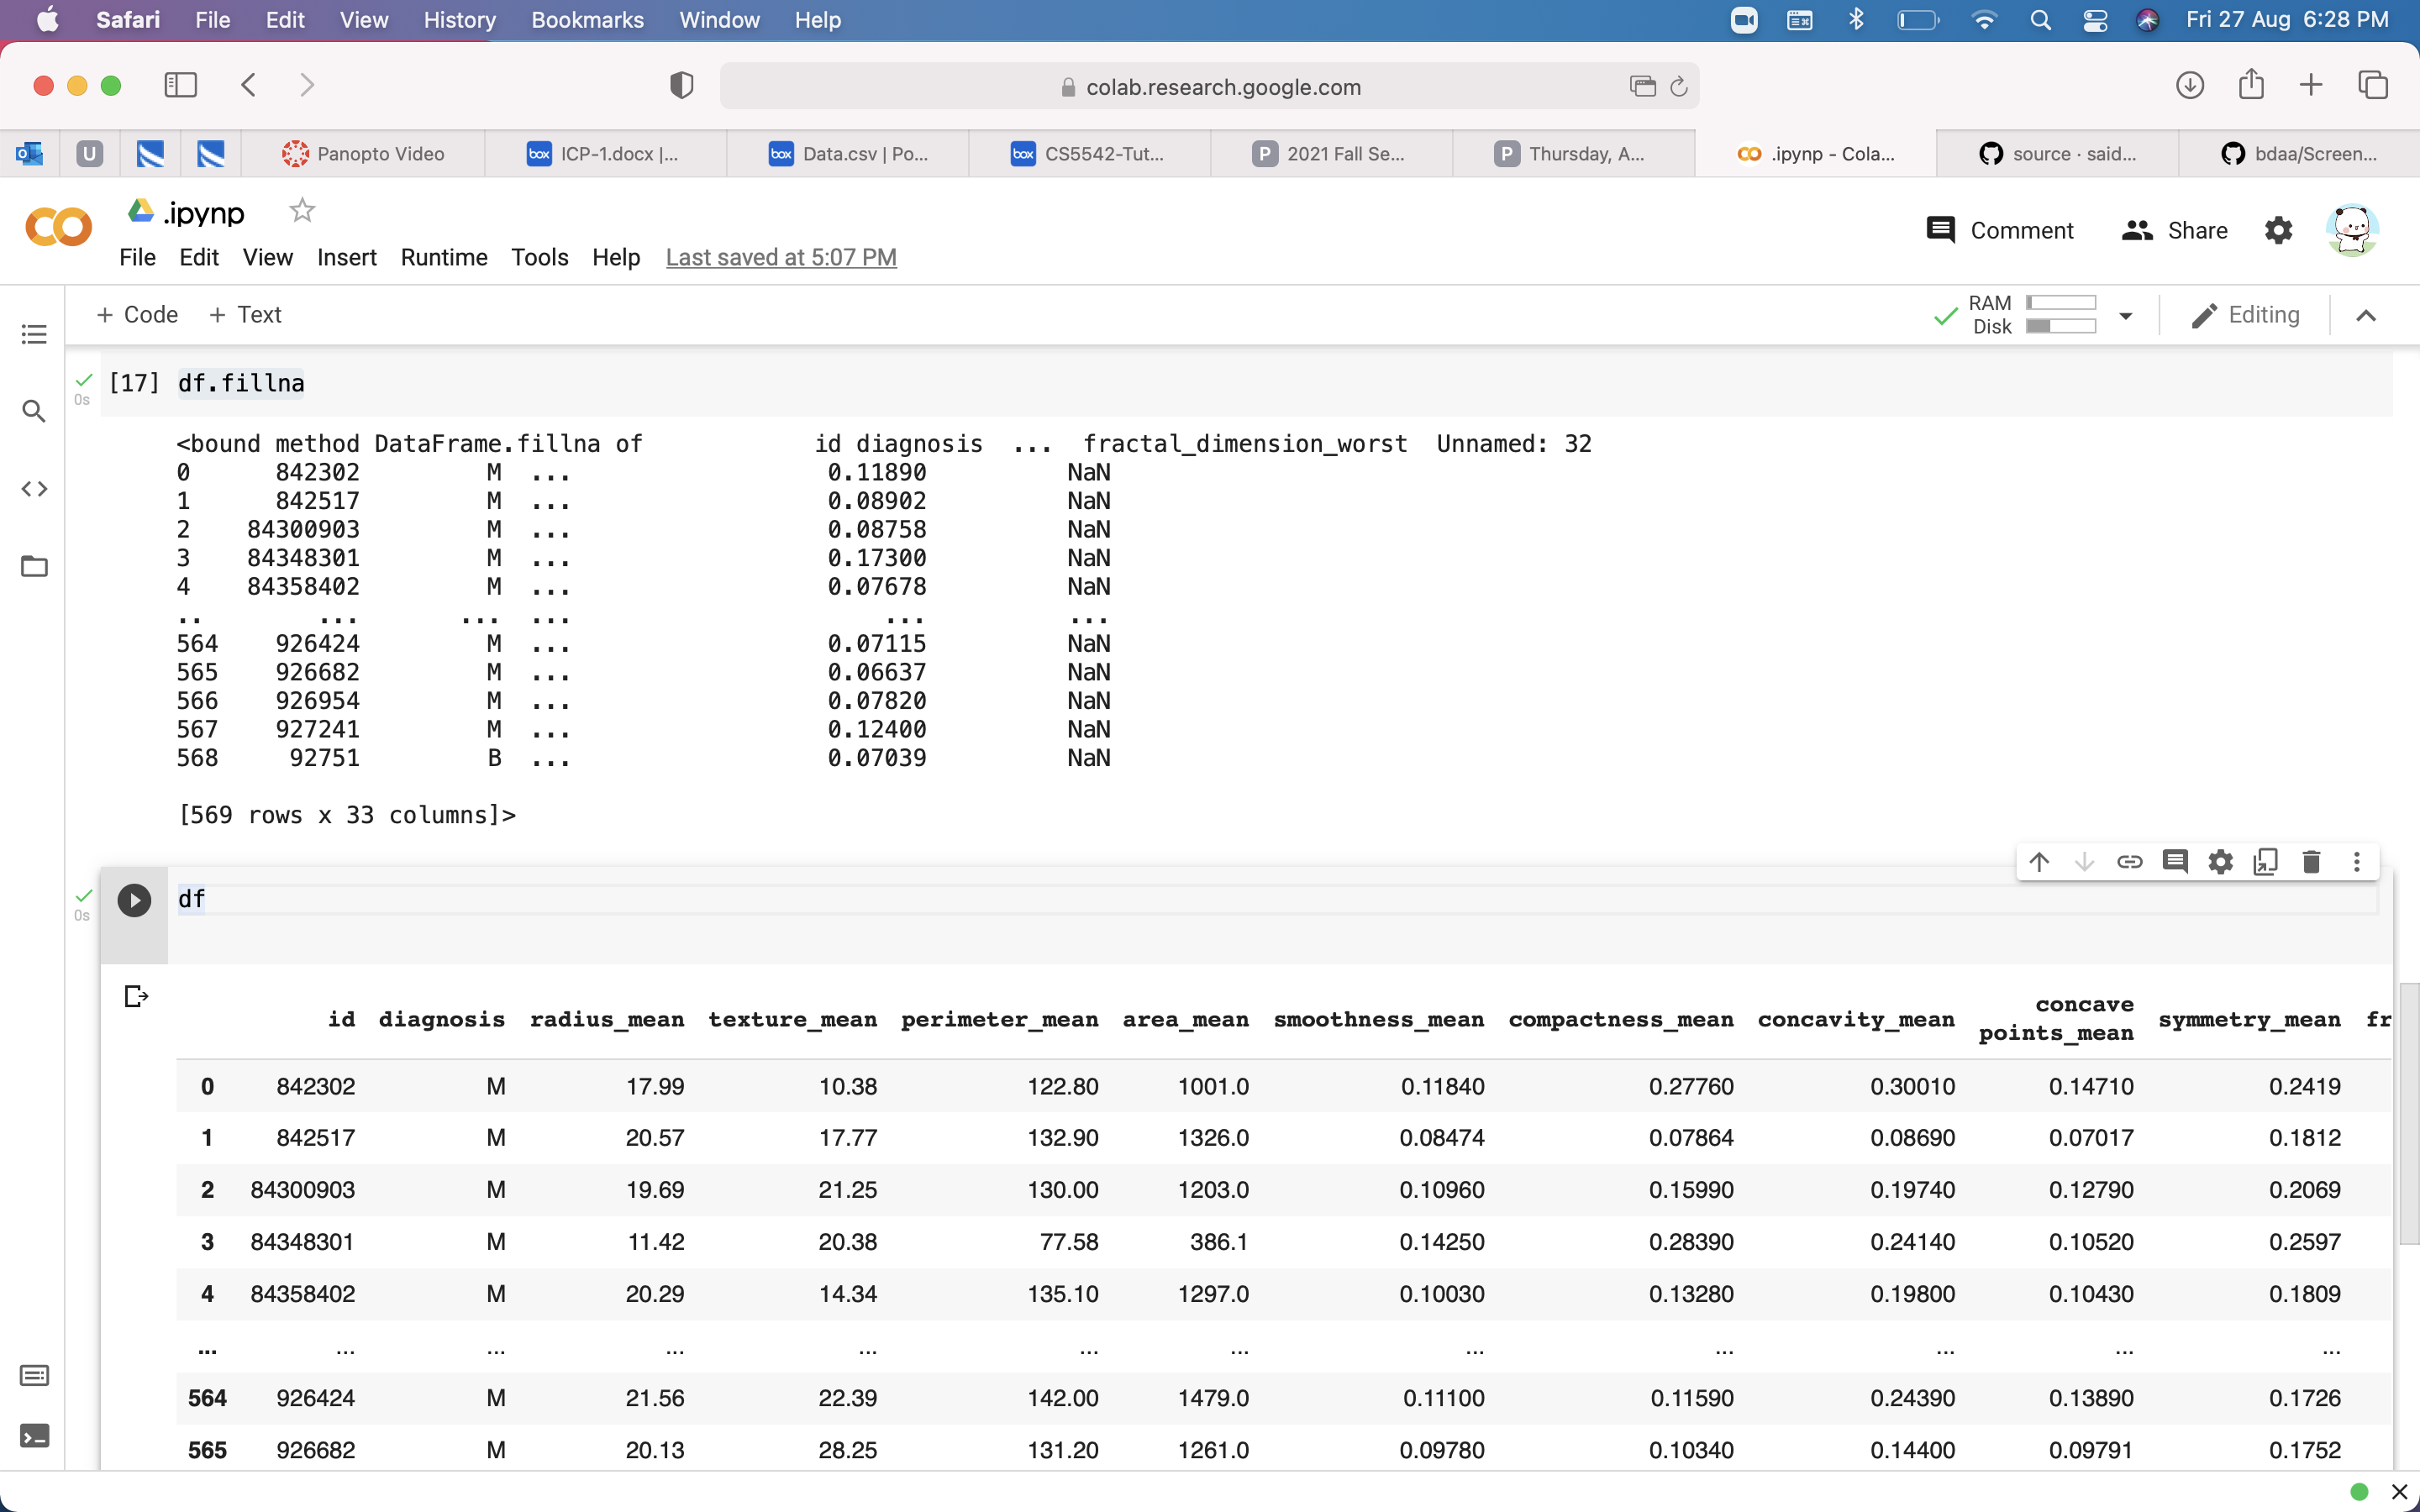 Safari File Edit View History Bookmarks Window Help Fri 27 Aug 6:28 PM
colab.research.google.com
U Panopto Video box ICP-1.docx |... box Data.csv | Po... box CS5542-Tut... P 2021 Fall Se... P Thursday, A... .ipynp - Cola... source · said... bdaa/Screen...
.ipynp
Comment Share
File Edit View Insert Runtime Tools Help Last saved at 5:07 PM
+ Code + Text RAM Disk Editing
[17] df.fillna
0s
<bound method DataFrame.fillna of id diagnosis ... fractal_dimension_worst Unnamed: 32
0 842302 M ... 0.11890 NaN
1 842517 M ... 0.08902 NaN
2 84300903 M ... 0.08758 NaN
3 84348301 M ... 0.17300 NaN
4 84358402 M ... 0.07678 NaN
.. ... ... ... ... ...
564 926424 M ... 0.07115 NaN
565 926682 M ... 0.06637 NaN
566 926954 M ... 0.07820 NaN
567 927241 M ... 0.12400 NaN
568 92751 B ... 0.07039 NaN
[569 rows x 33 columns]>
df
0s
id diagnosis radius_mean texture_mean perimeter_mean area_mean smoothness_mean compactness_mean concavity_mean concave points_mean symmetry_mean fr
0 842302 M 17.99 10.38 122.80 1001.0 0.11840 0.27760 0.30010 0.14710 0.2419
1 842517 M 20.57 17.77 132.90 1326.0 0.08474 0.07864 0.08690 0.07017 0.1812
2 84300903 M 19.69 21.25 130.00 1203.0 0.10960 0.15990 0.19740 0.12790 0.2069
3 84348301 M 11.42 20.38 77.58 386.1 0.14250 0.28390 0.24140 0.10520 0.2597
4 84358402 M 20.29 14.34 135.10 1297.0 0.10030 0.13280 0.19800 0.10430 0.1809
... ... ... ... ... ... ... ... ... ... ... ...
564 926424 M 21.56 22.39 142.00 1479.0 0.11100 0.11590 0.24390 0.13890 0.1726
565 926682 M 20.13 28.25 131.20 1261.0 0.09780 0.10340 0.14400 0.09791 0.1752